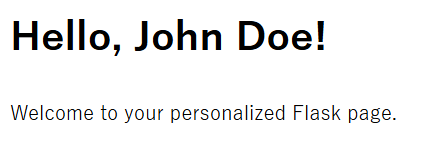 Hello, John Doe!
Welcome to your personalized Flask page.